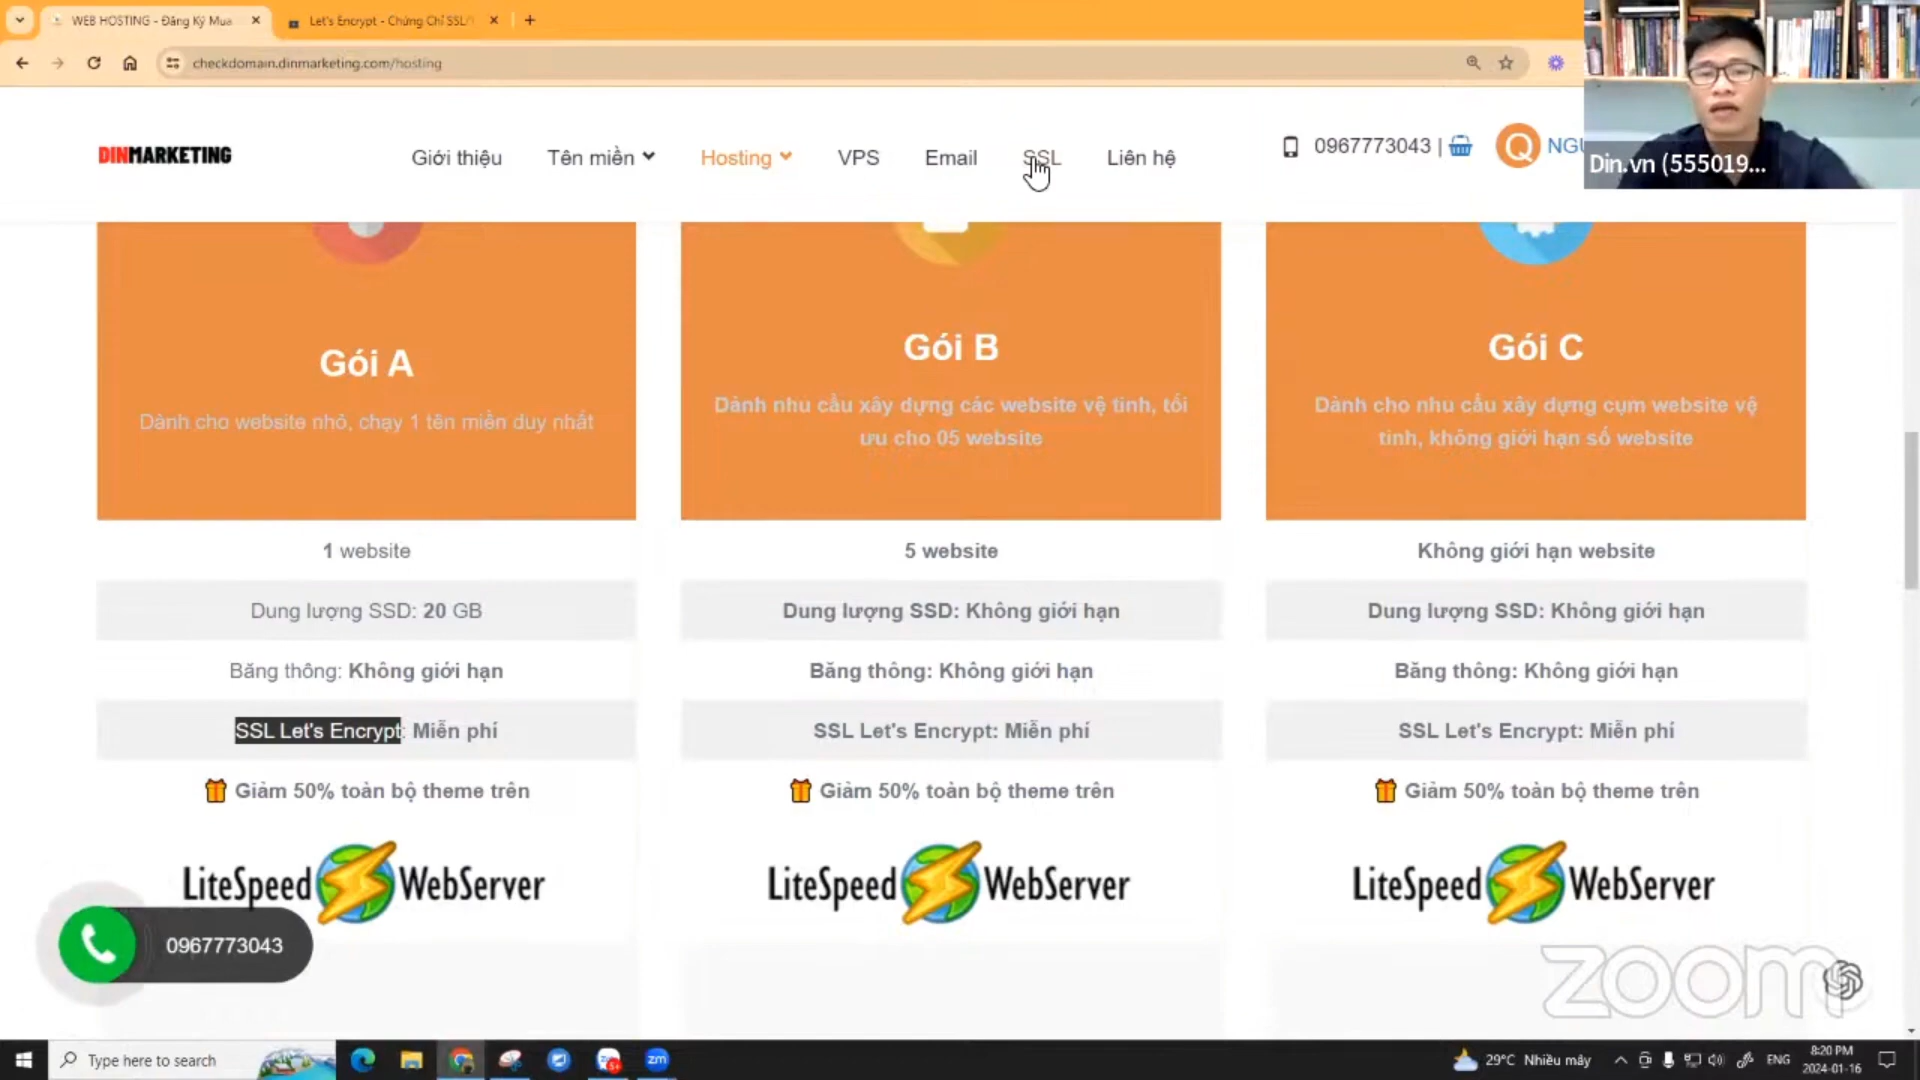 WEB HOSTING - Đăng Ký Mua
Let's Encrypt - Chứng Chỉ SSL
checkdomain.dinmarketing.com/hosting
DINMARKETING
Giới thiệu
Tên miền
Hosting
VPS
Email
SSL
Liên hệ
0967773043 |
Q
NGU
Din.vn (555019...
Gói A
Dành cho website nhỏ, chạy 1 tên miền duy nhất
1 website
Dung lượng SSD: 20 GB
Băng thông: Không giới hạn
SSL Let's Encrypt: Miễn phí
Giảm 50% toàn bộ theme trên
LiteSpeed WebServer
Gói B
Dành nhu cầu xây dựng các website vệ tinh, tối
ưu cho 05 website
5 website
Dung lượng SSD: Không giới hạn
Băng thông: Không giới hạn
SSL Let's Encrypt: Miễn phí
Giảm 50% toàn bộ theme trên
LiteSpeed WebServer
Gói C
Dành cho nhu cầu xây dựng cụm website vệ
tinh, không giới hạn số website
Không giới hạn website
Dung lượng SSD: Không giới hạn
Băng thông: Không giới hạn
SSL Let's Encrypt: Miễn phí
Giảm 50% toàn bộ theme trên
LiteSpeed WebServer
0967773043
zoom
Type here to search
zm
29°C Nhiều mây
ENG
8:20 PM
2024-01-16